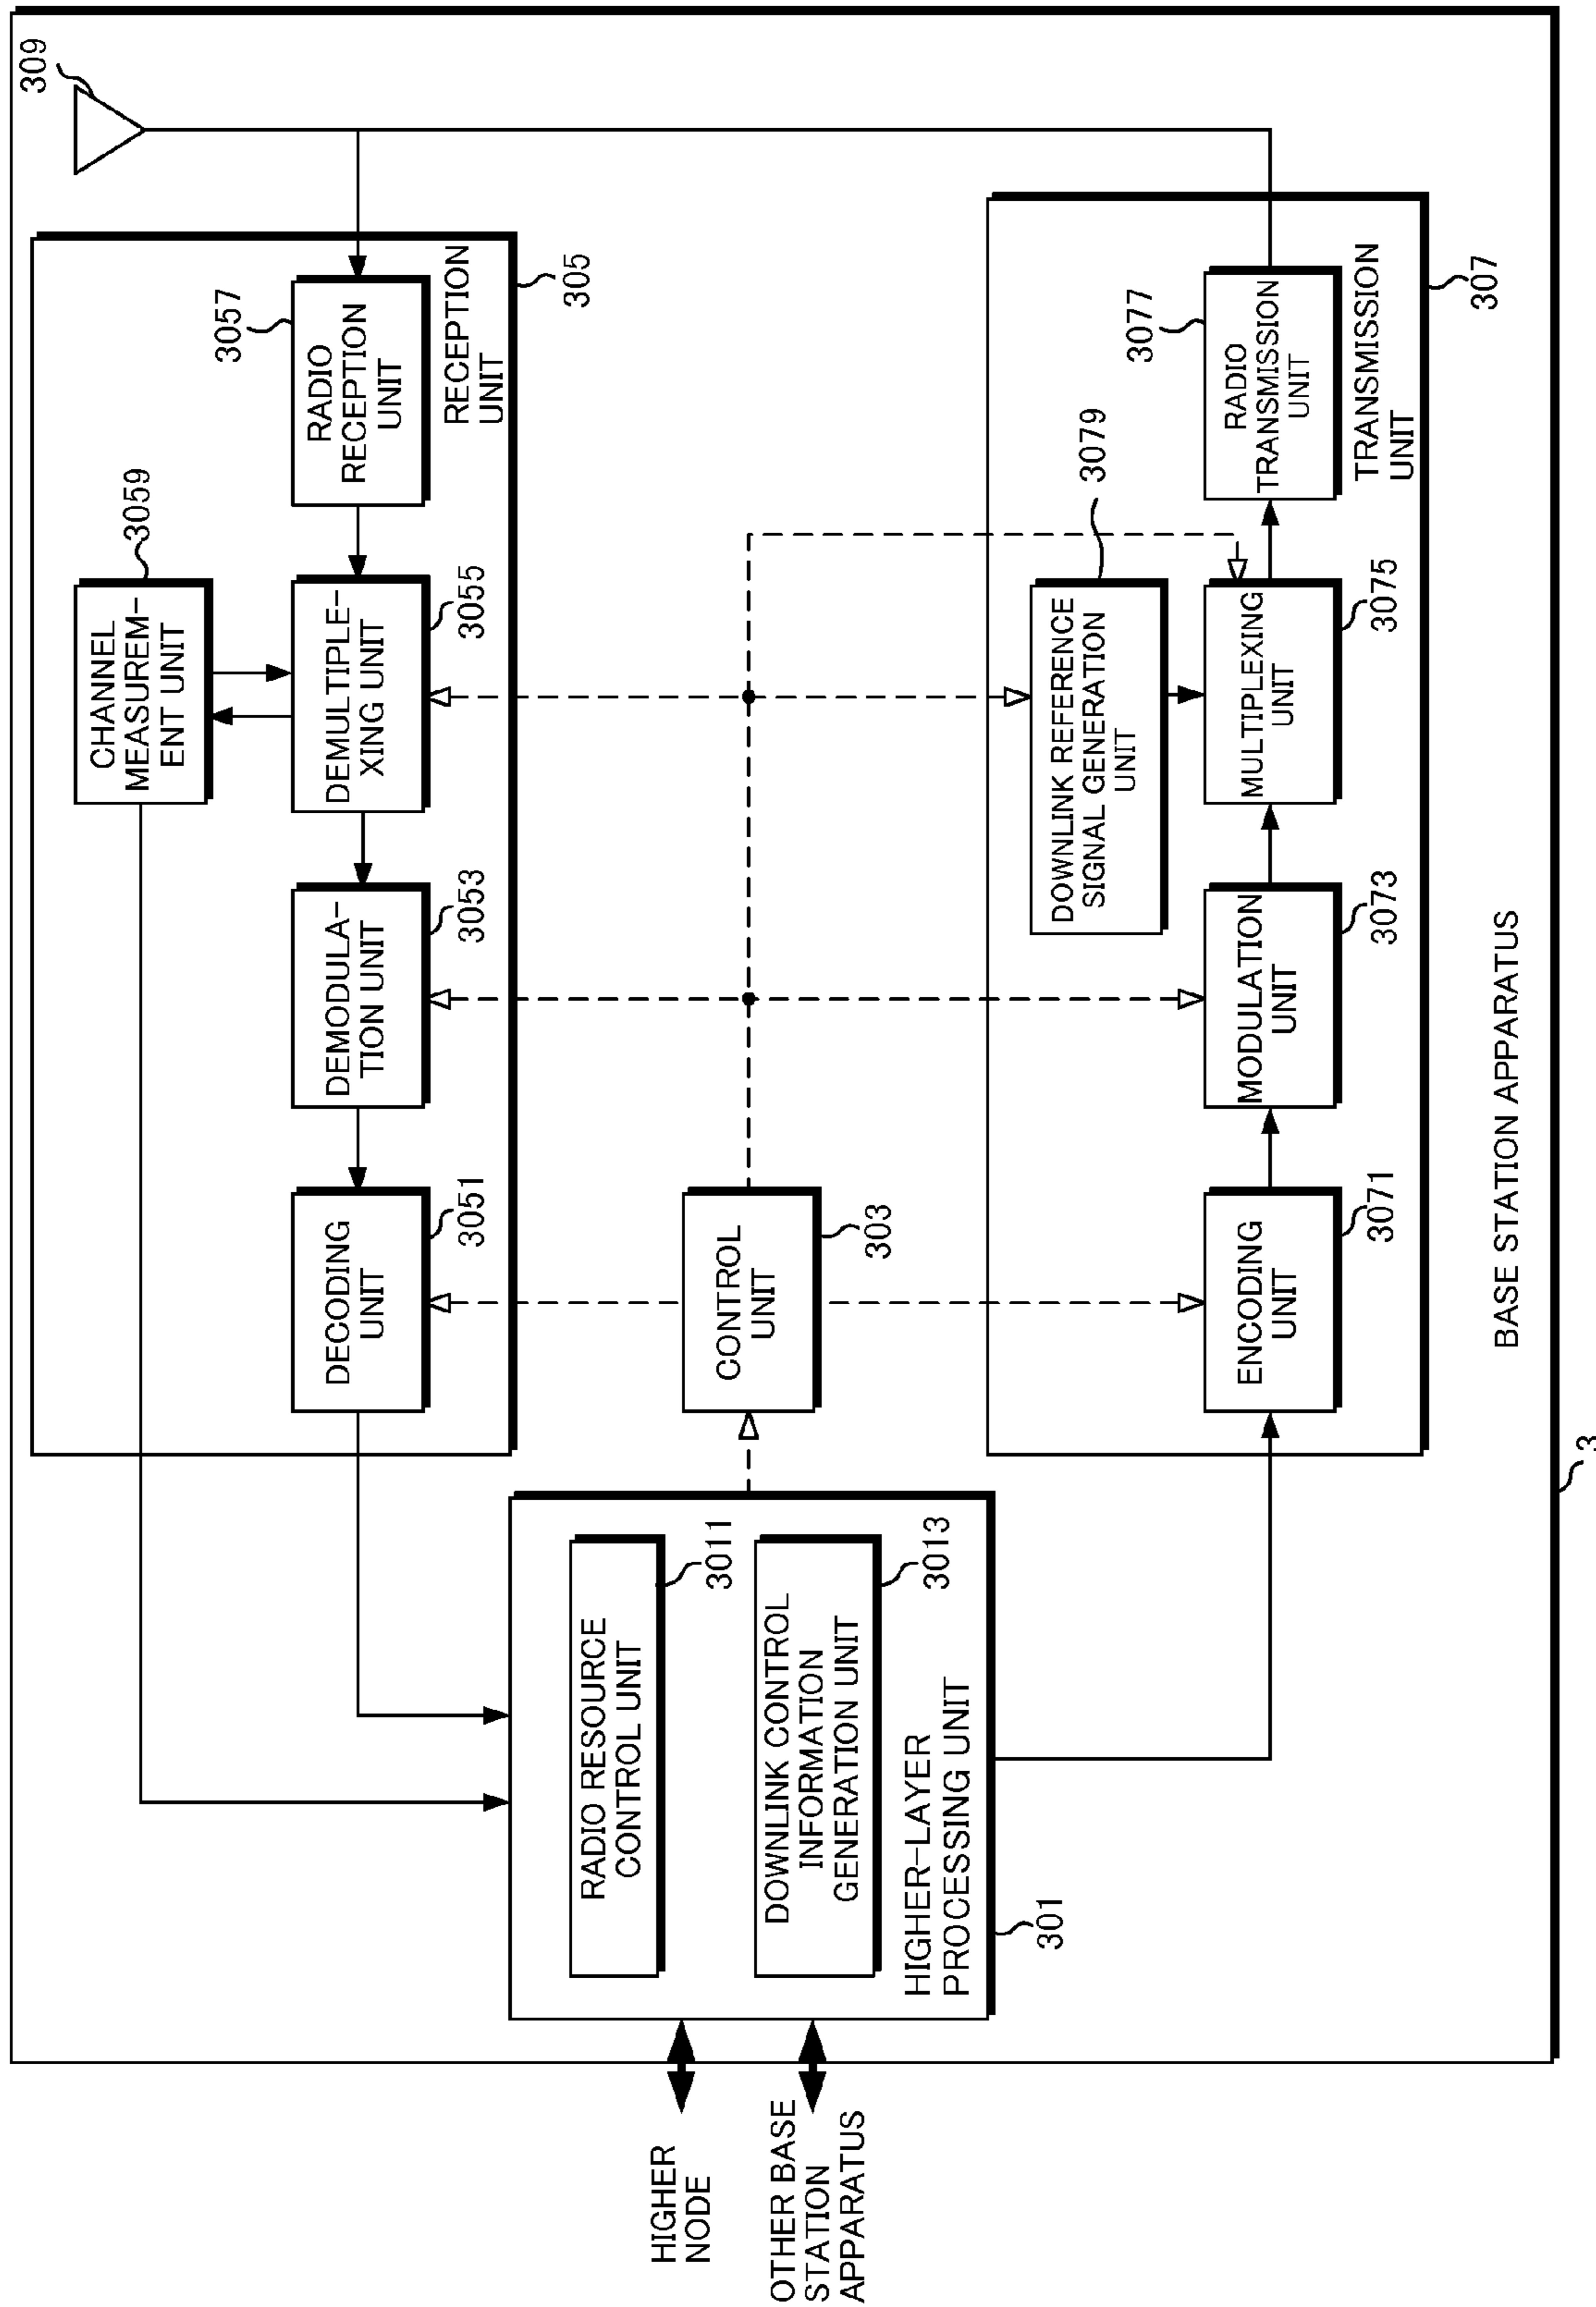 HIGHER
NODE
OTHER BASE
STATION
APPARATUS
RADIO RESOURCE
CONTROL UNIT
3011
DOWNLINK CONTROL
INFORMATION
GENERATION UNIT
3013
HIGHER-LAYER
PROCESSING UNIT
301
CONTROL
UNIT
303
CHANNEL
MEASUREM-
ENT UNIT
3059
DECODING
UNIT
3051
DEMODULA-
TION UNIT
3053
DEMULTIPLE-
XING UNIT
3055
RADIO
RECEPTION
UNIT
3057
RECEPTION
UNIT
305
309
DOWNLINK REFERENCE
SIGNAL GENERATION
UNIT
3079
ENCODING
UNIT
3071
MODULATION
UNIT
3073
MULTIPLEXING
UNIT
3075
RADIO
TRANSMISSION
UNIT
3077
TRANSMISSION
UNIT
307
BASE STATION APPARATUS
3